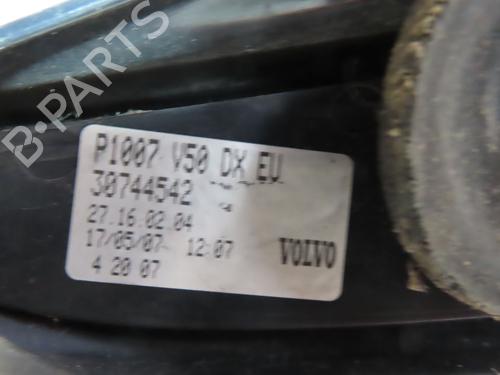 B-PARTS
P1007 V50 DX EU
30744542
27.16.02.04
17/05/07 12:07
4 20 07
VOLVO